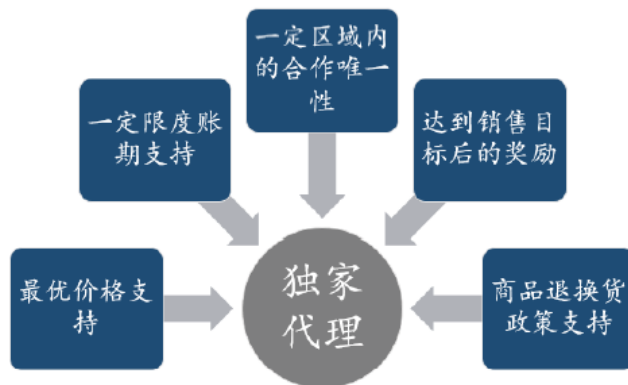 一定区域内
的合作唯一
性
一定限度账
期支持
达到销售目
标后的奖励
最优价格支
持
独家
代理
商品退换货
政策支持